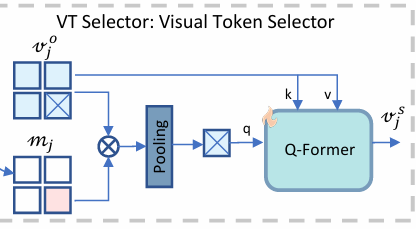 VT Selector: Visual Token Selector
v_j^o
k
v
v_j^s
m_j
Pooling
q
Q-Former